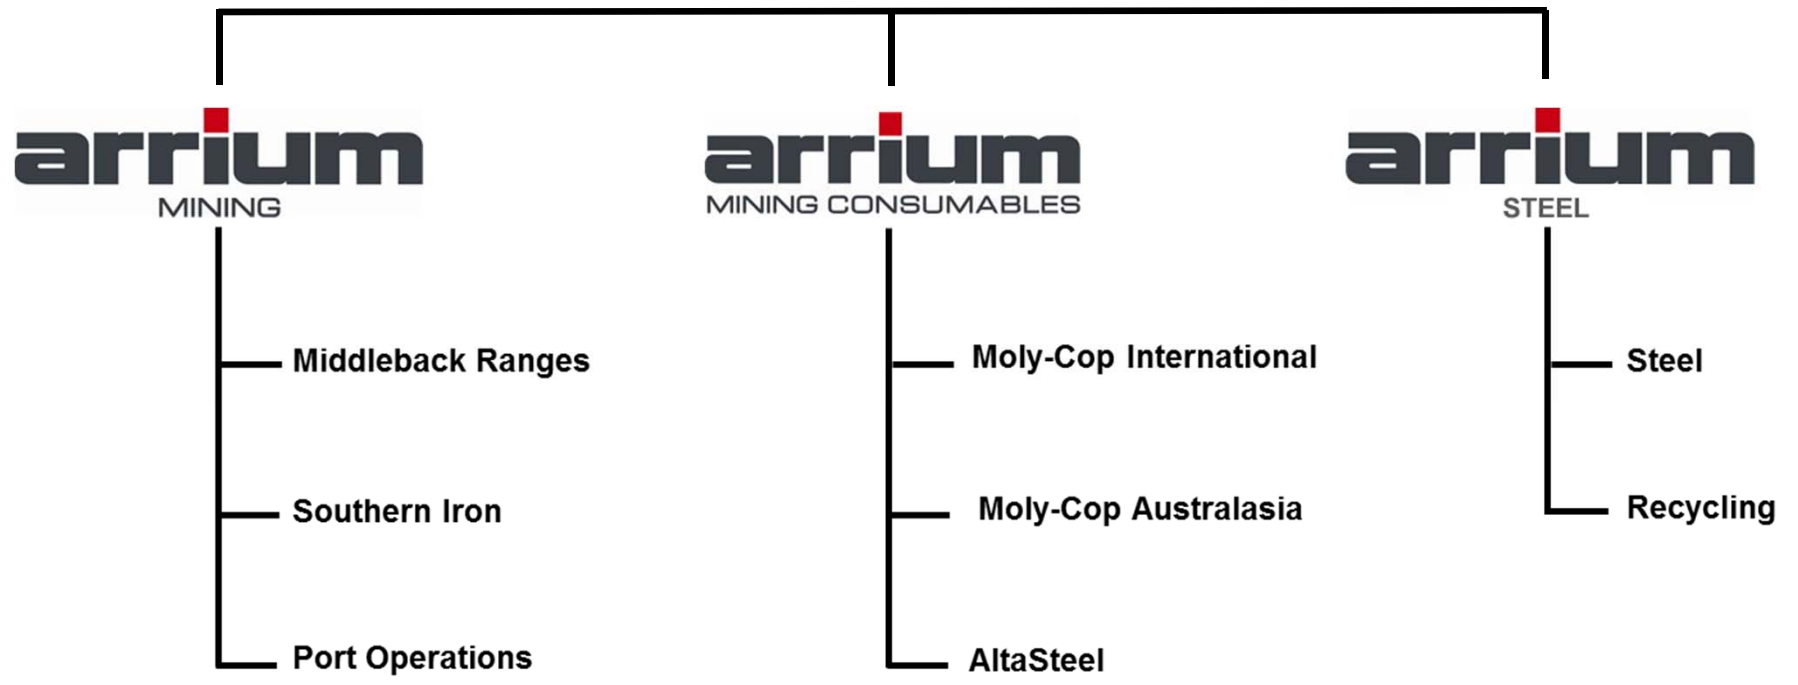 arrium
MINING
Middleback Ranges
Southern Iron
Port Operations
arrium
MINING CONSUMABLES
Moly-Cop International
Moly-Cop Australasia
AltaSteel
arrium
STEEL
Steel
Recycling